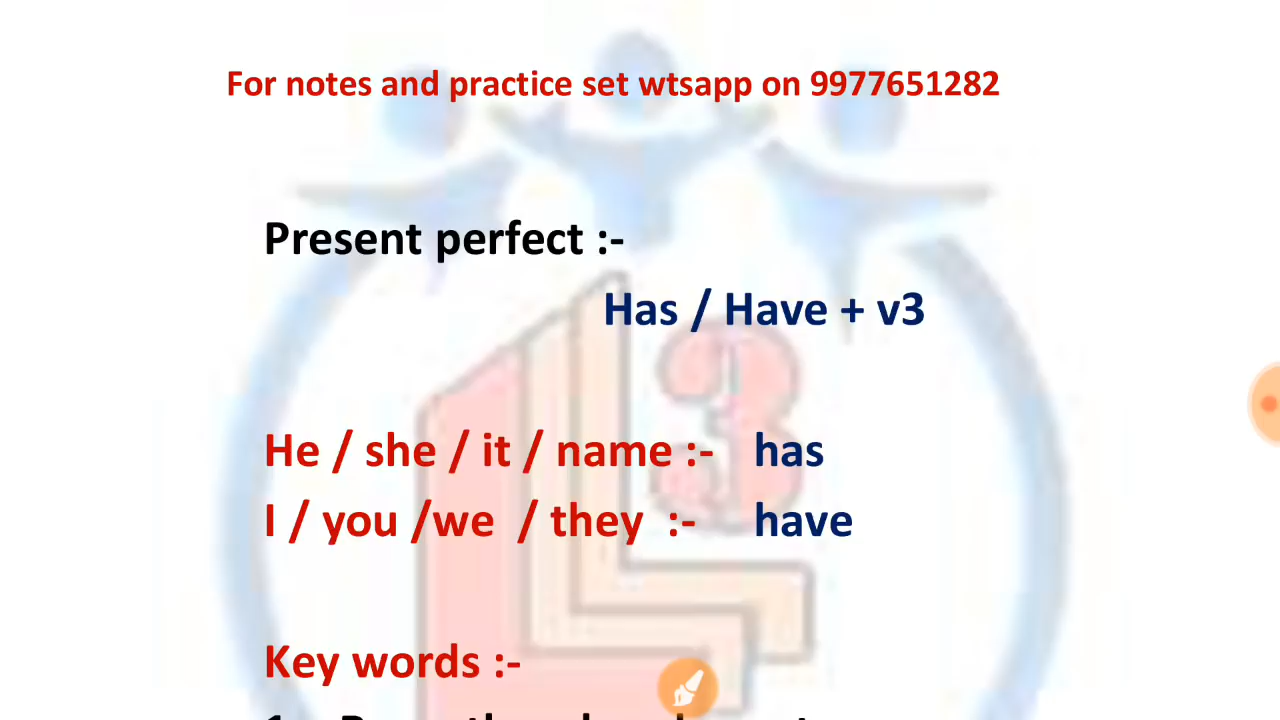 For notes and practice set wtsapp on 9977651282
Present perfect :-
Has / Have + v3
He / she / it / name :- has
I / you /we / they :- have
Key words :-